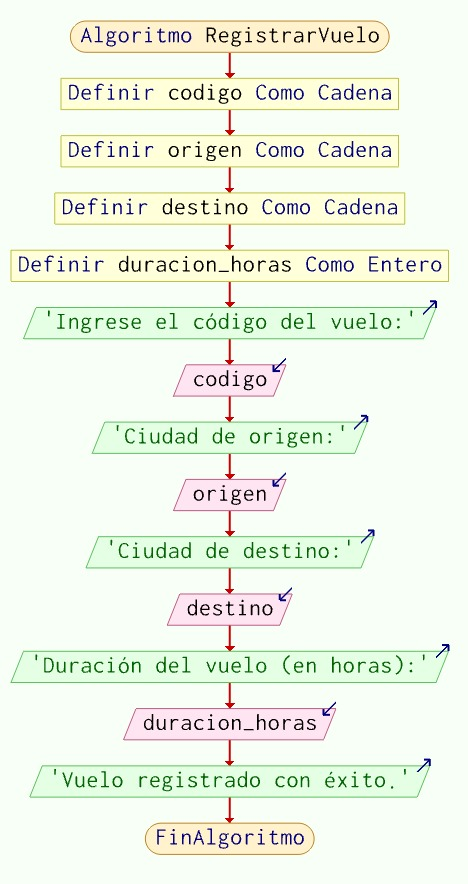 Algoritmo RegistrarVuelo
Definir codigo Como Cadena
Definir origen Como Cadena
Definir destino Como Cadena
Definir duracion_horas Como Entero
'Ingrese el código del vuelo:'
codigo
'Ciudad de origen:'
origen
'Ciudad de destino:'
destino
'Duración del vuelo (en horas):'
duracion_horas
'Vuelo registrado con éxito.'
FinAlgoritmo